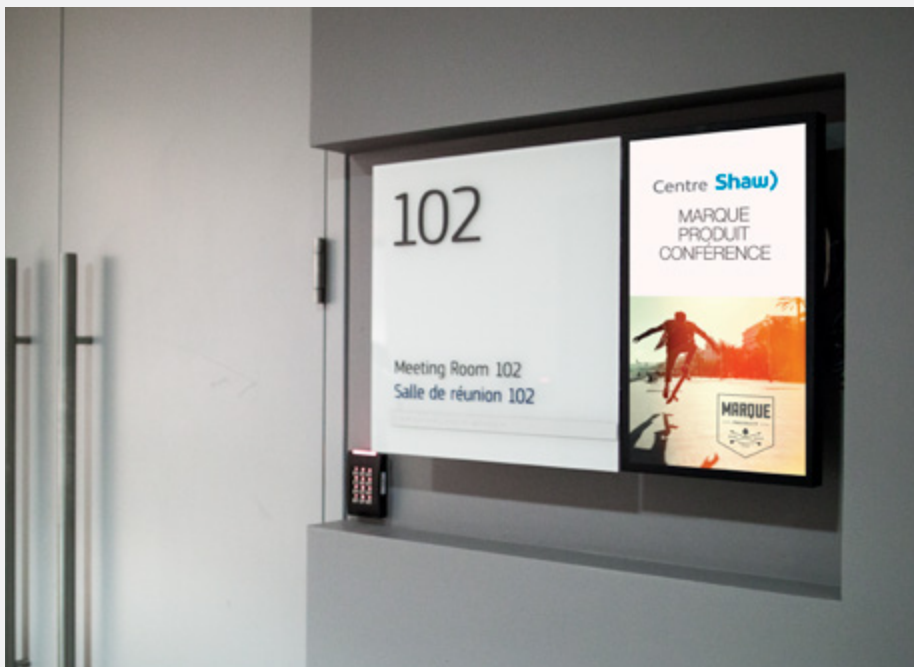 102
Meeting Room 102
Salle de réunion 102
Centre Shaw)
MARQUE
PRODUIT
CONFÉRENCE
MARQUE